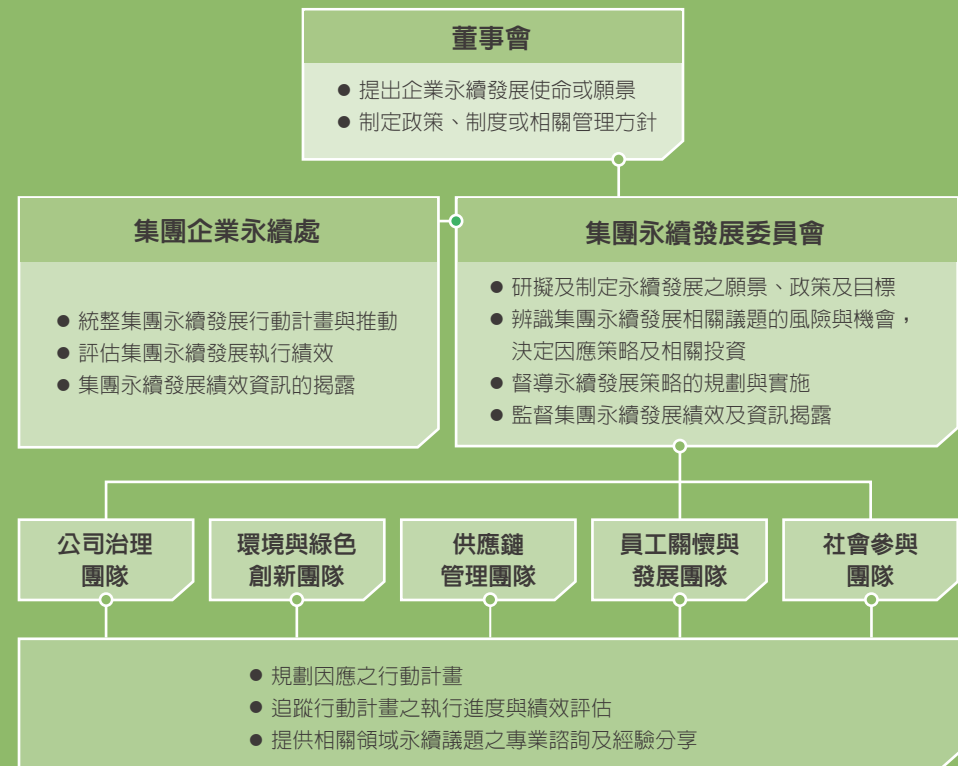 董事會
● 提出企業永續發展使命或願景
● 制定政策、制度或相關管理方針
集團企業永續處
● 統整集團永續發展行動計畫與推動
● 評估集團永續發展執行績效
● 集團永續發展績效資訊的揭露
集團永續發展委員會
● 研擬及制定永續發展之願景、政策及目標
● 辨識集團永續發展相關議題的風險與機會，
決定因應策略及相關投資
● 督導永續發展策略的規劃與實施
● 監督集團永續發展績效及資訊揭露
公司治理
團隊
環境與綠色
創新團隊
供應鏈
管理團隊
員工關懷與
發展團隊
社會參與
團隊
● 規劃因應之行動計畫
● 追蹤行動計畫之執行進度與績效評估
● 提供相關領域永續議題之專業諮詢及經驗分享